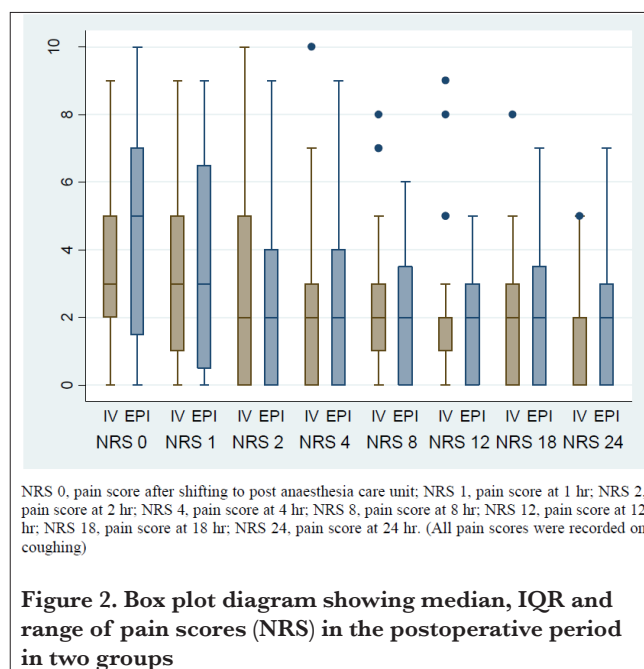 10
8
6
4
2
0
IV EPI IV EPI IV EPI IV EPI IV EPI IV EPI IV EPI IV EPI
NRS 0 NRS 1 NRS 2 NRS 4 NRS 8 NRS 12 NRS 18 NRS 24
NRS 0, pain score after shifting to post anaesthesia care unit; NRS 1, pain score at 1 hr; NRS 2,
pain score at 2 hr; NRS 4, pain score at 4 hr; NRS 8, pain score at 8 hr; NRS 12, pain score at 12
hr; NRS 18, pain score at 18 hr; NRS 24, pain score at 24 hr. (All pain scores were recorded on
coughing)
Figure 2. Box plot diagram showing median, IQR and
range of pain scores (NRS) in the postoperative period
in two groups